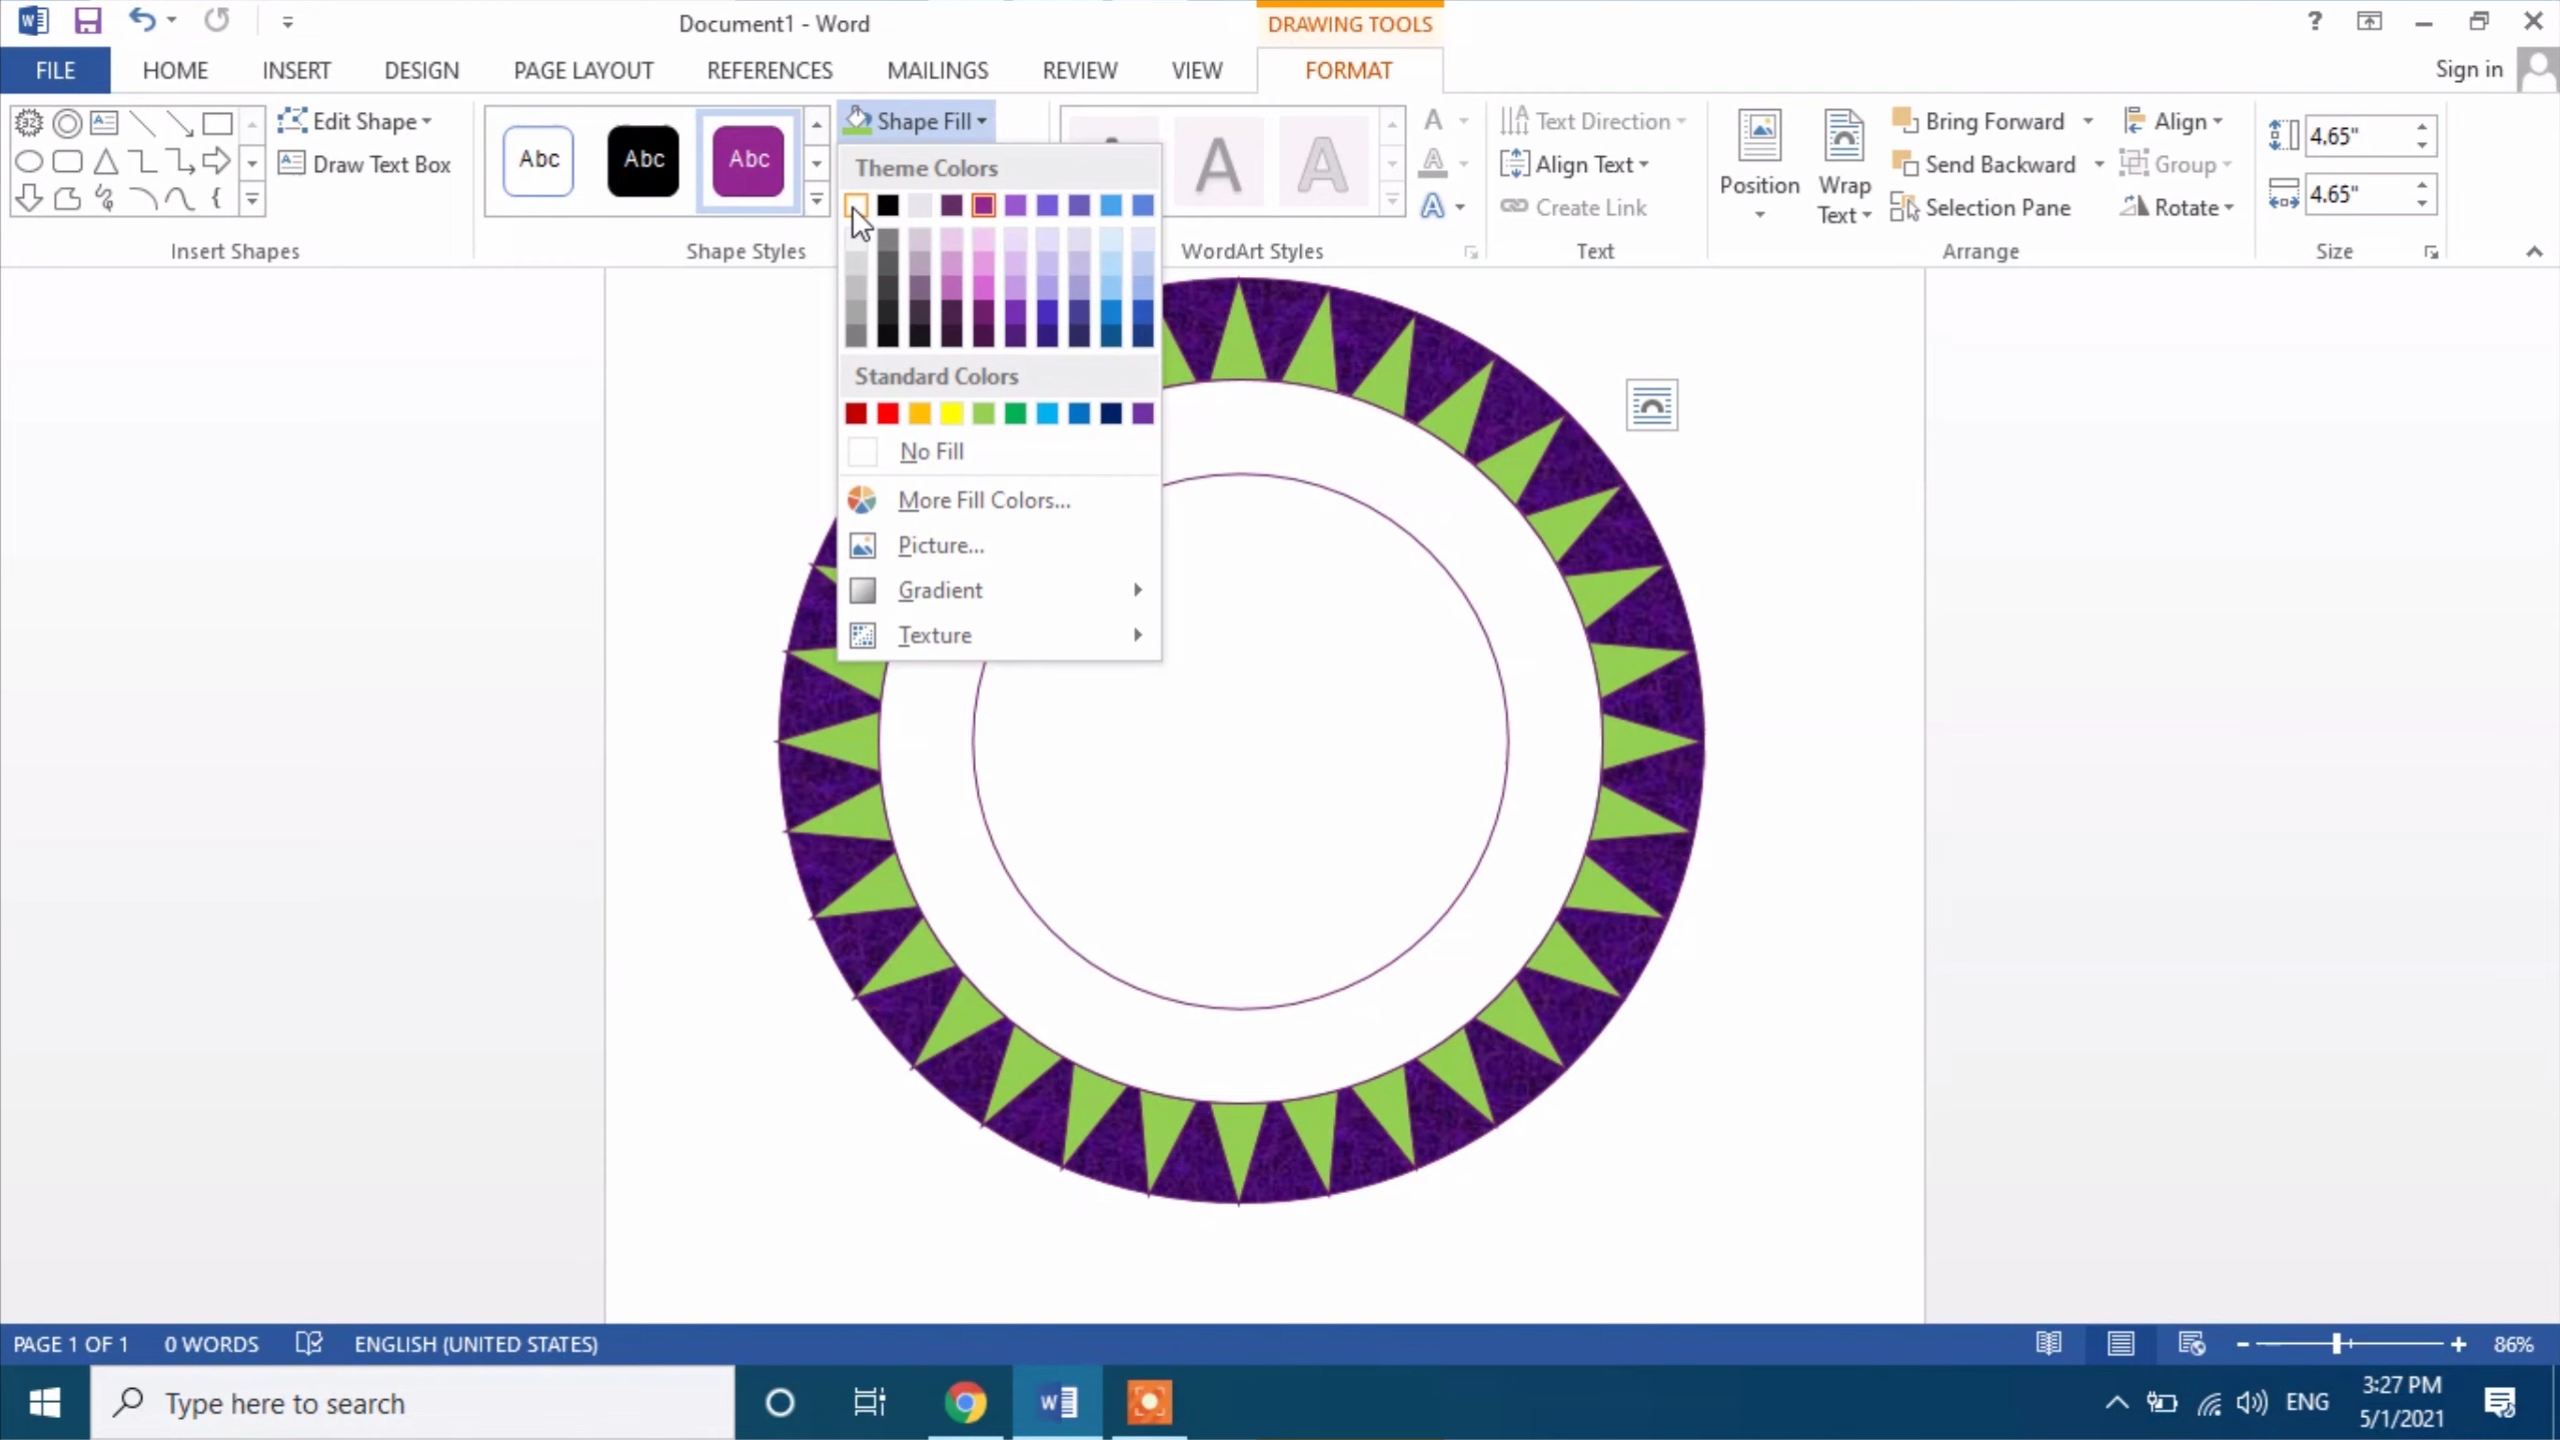 Document1 - Word
DRAWING TOOLS
?
FILE
HOME
INSERT
DESIGN
PAGE LAYOUT
REFERENCES
MAILINGS
REVIEW
VIEW
FORMAT
Sign in
Edit Shape
Draw Text Box
Insert Shapes
Abc
Abc
Abc
Shape Styles
Shape Fill
Theme Colors
Standard Colors
No Fill
More Fill Colors...
Picture...
Gradient
Texture
A
A
A
A
A
WordArt Styles
Text Direction
Align Text
Create Link
Text
Position
Wrap
Text
Bring Forward
Send Backward
Selection Pane
Align
Group
Rotate
Arrange
4.65"
4.65"
Size
PAGE 1 OF 1
0 WORDS
ENGLISH (UNITED STATES)
86%
Type here to search
ENG
3:27 PM
5/1/2021